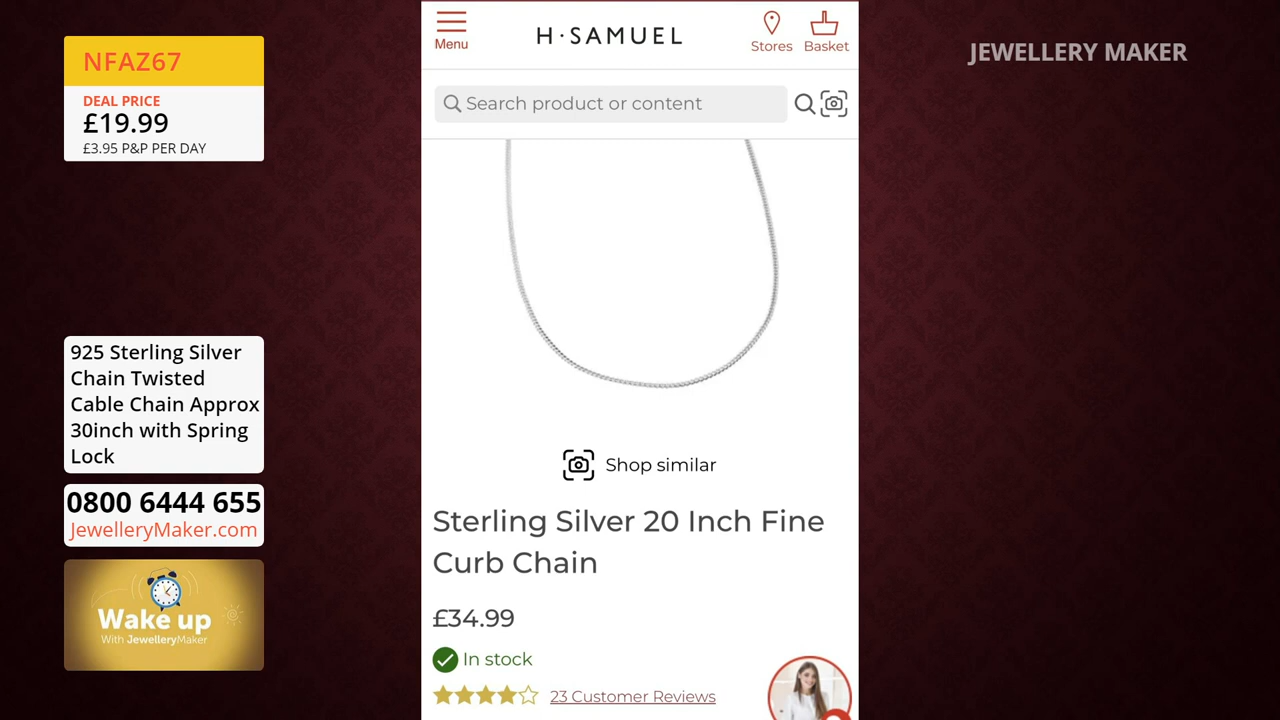 NFAZ67
DEAL PRICE
£19.99
£3.95 P&P PER DAY
925 Sterling Silver
Chain Twisted
Cable Chain Approx
30inch with Spring
Lock
0800 6444 655
JewelleryMaker.com
Wake up
With JewelleryMaker
Menu
H·SAMUEL
Stores
Basket
Search product or content
Shop similar
Sterling Silver 20 Inch Fine
Curb Chain
£34.99
In stock
23 Customer Reviews
JEWELLERY MAKER